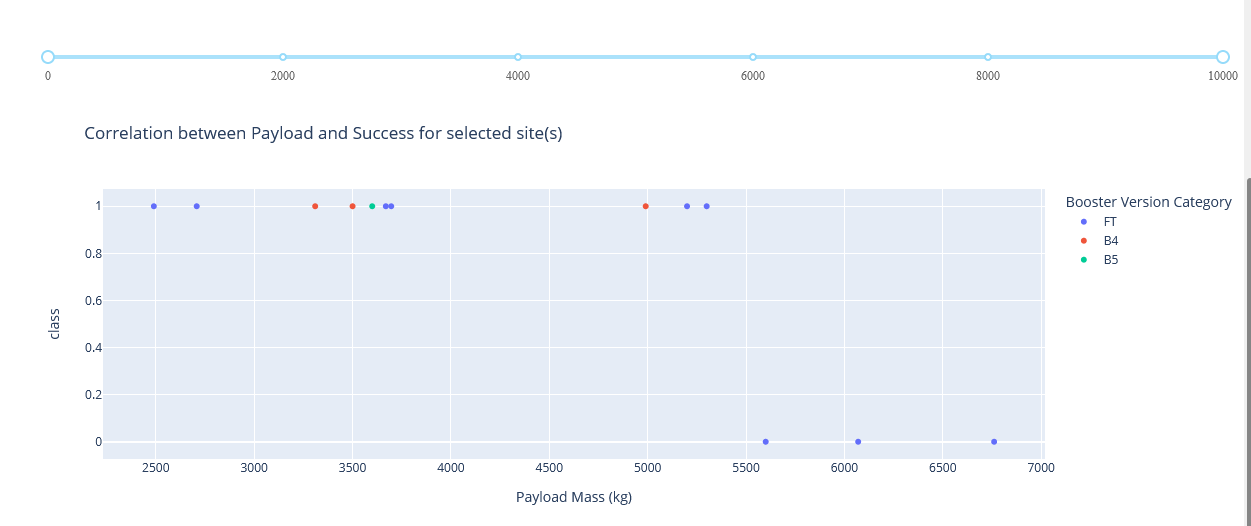 0 2000 4000 6000 8000 10000
Correlation between Payload and Success for selected site(s)
Booster Version Category
FT
B4
B5
class
1
0.8
0.6
0.4
0.2
0
2500 3000 3500 4000 4500 5000 5500 6000 6500 7000
Payload Mass (kg)